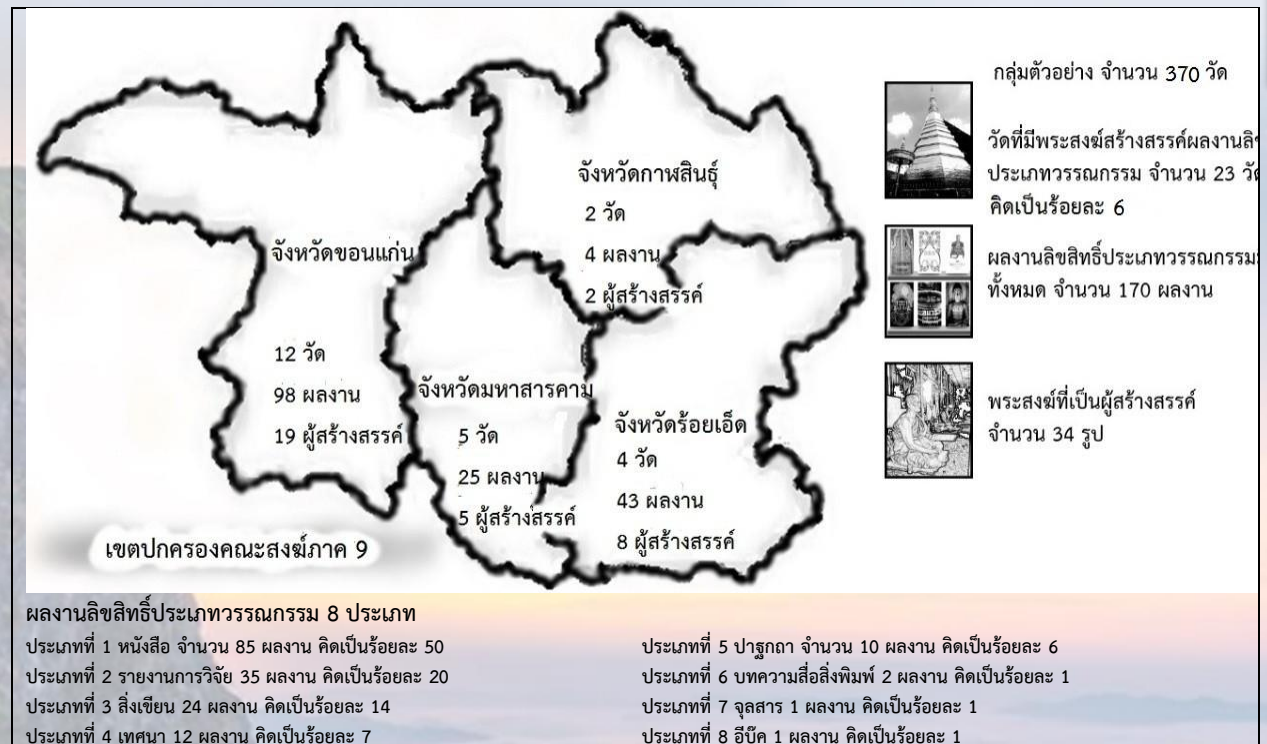 กลุ่มตัวอย่าง จำนวน 370 วัด
วัดที่มีพระสงฆ์สร้างสรรค์ผลงานลิข
ประเภทวรรณกรรม จำนวน 23 วัด
คิดเป็นร้อยละ 6
ผลงานลิขสิทธิ์ประเภทวรรณกรรม
ทั้งหมด จำนวน 170 ผลงาน
พระสงฆ์ที่เป็นผู้สร้างสรรค์
จำนวน 34 รูป
จังหวัดกาฬสินธุ์
2 วัด
4 ผลงาน
2 ผู้สร้างสรรค์
จังหวัดขอนแก่น
12 วัด
98 ผลงาน
19 ผู้สร้างสรรค์
จังหวัดมหาสารคาม
5 วัด
25 ผลงาน
5 ผู้สร้างสรรค์
จังหวัดร้อยเอ็ด
4 วัด
43 ผลงาน
8 ผู้สร้างสรรค์
เขตปกครองคณะสงฆ์ภาค 9
ผลงานลิขสิทธิ์ประเภทวรรณกรรม 8 ประเภท
ประเภทที่ 1 หนังสือ จำนวน 85 ผลงาน คิดเป็นร้อยละ 50
ประเภทที่ 2 รายงานการวิจัย 35 ผลงาน คิดเป็นร้อยละ 20
ประเภทที่ 3 สิ่งเขียน 24 ผลงาน คิดเป็นร้อยละ 14
ประเภทที่ 4 เทศนา 12 ผลงาน คิดเป็นร้อยละ 7
ประเภทที่ 5 ปาฐกถา จำนวน 10 ผลงาน คิดเป็นร้อยละ 6
ประเภทที่ 6 บทความสื่อสิ่งพิมพ์ 2 ผลงาน คิดเป็นร้อยละ 1
ประเภทที่ 7 จุลสาร 1 ผลงาน คิดเป็นร้อยละ 1
ประเภทที่ 8 อีบุ๊ค 1 ผลงาน คิดเป็นร้อยละ 1